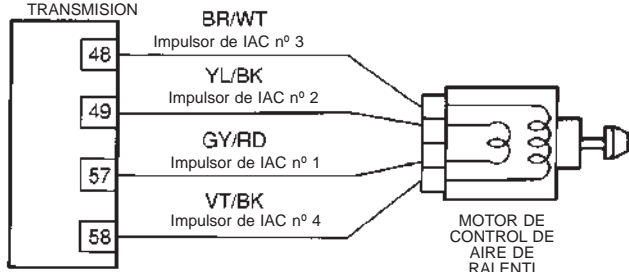 TRANSMISION
BR/WT
48
Impulsor de IAC nº 3
YL/BK
49
Impulsor de IAC nº 2
GY/RD
57
Impulsor de IAC nº 1
VT/BK
58
Impulsor de IAC nº 4
MOTOR DE
CONTROL DE
AIRE DE
RALENTI